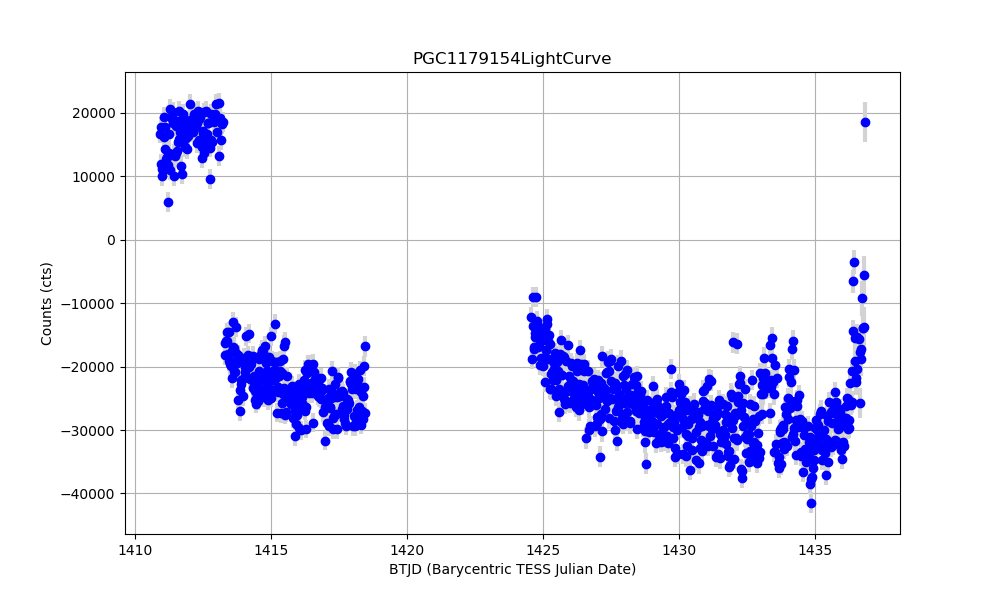 PGC1179154LightCurve
Counts (cts)
20000
10000
0
−10000
−20000
−30000
−40000
1410 1415 1420 1425 1430 1435
BTJD (Barycentric TESS Julian Date)